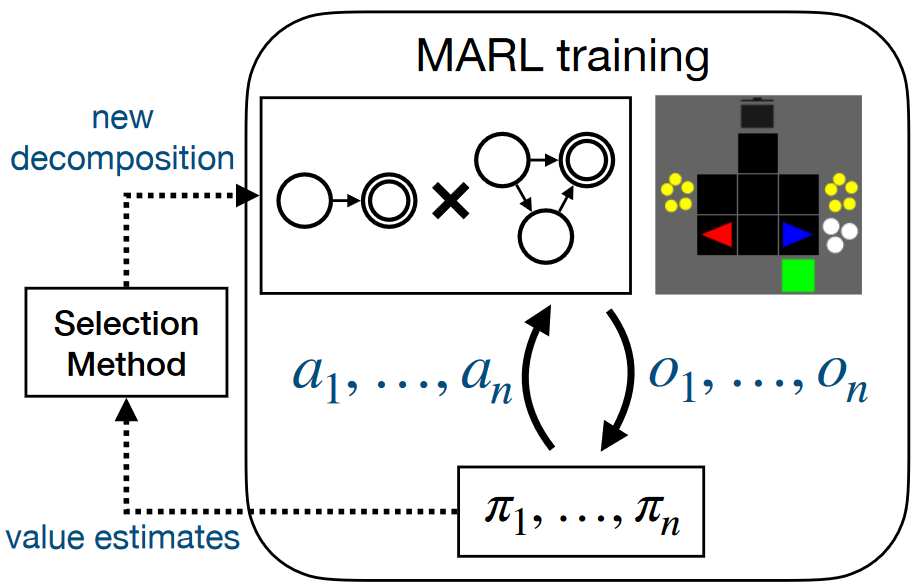 MARL training
new
decomposition
Selection
Method
a₁, …, aₙ
o₁, …, oₙ
π₁, …, πₙ
value estimates